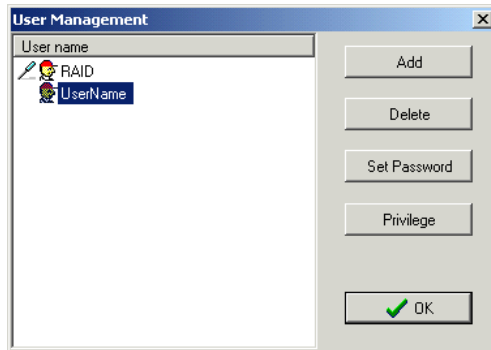 User Management
User name
RAID
UserName
Add
Delete
Set Password
Privilege
OK